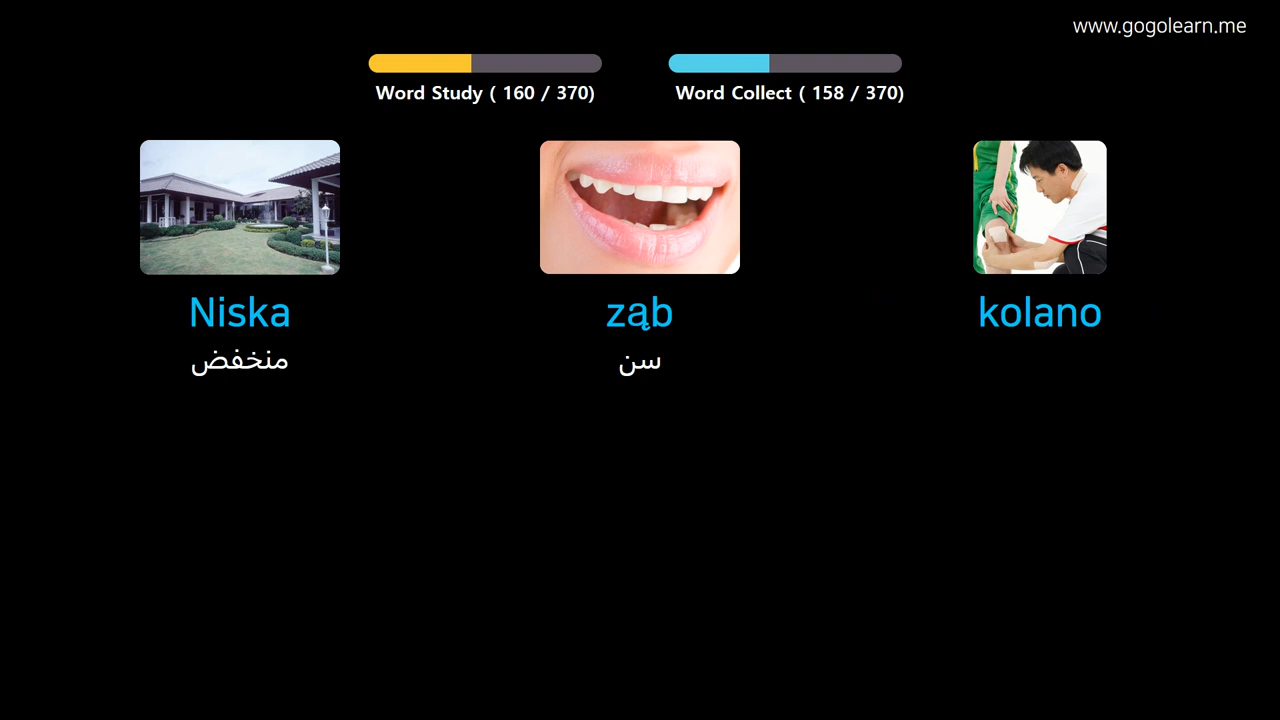 www.gogolearn.me
Word Study ( 160 / 370)
Word Collect ( 158 / 370)
Niska
منخفض
ząb
سن
kolano